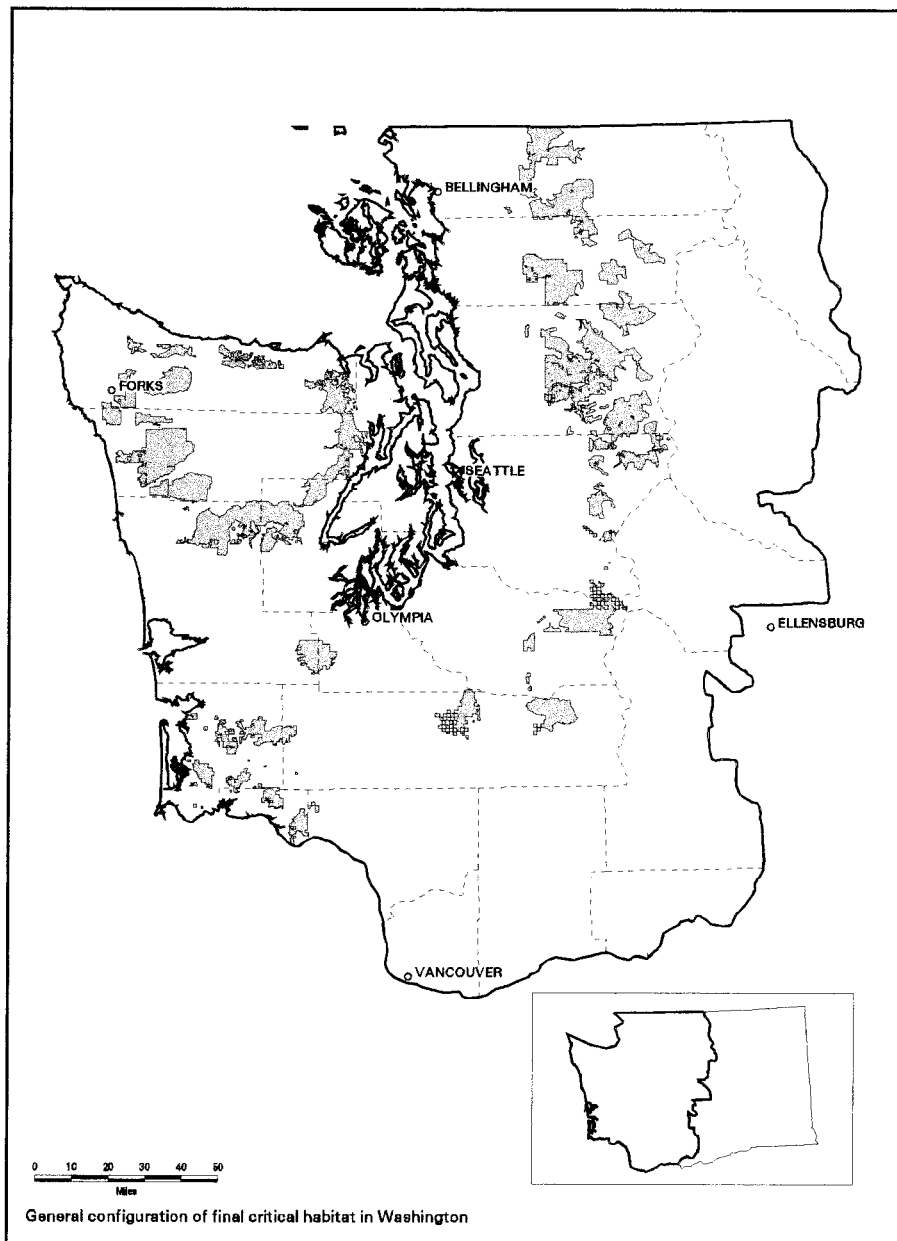 BELLINGHAM
FORKS
SEATTLE
OLYMPIA
ELLENSBURG
VANCOUVER
0 10 20 30 40 50
Miles
General configuration of final critical habitat in Washington